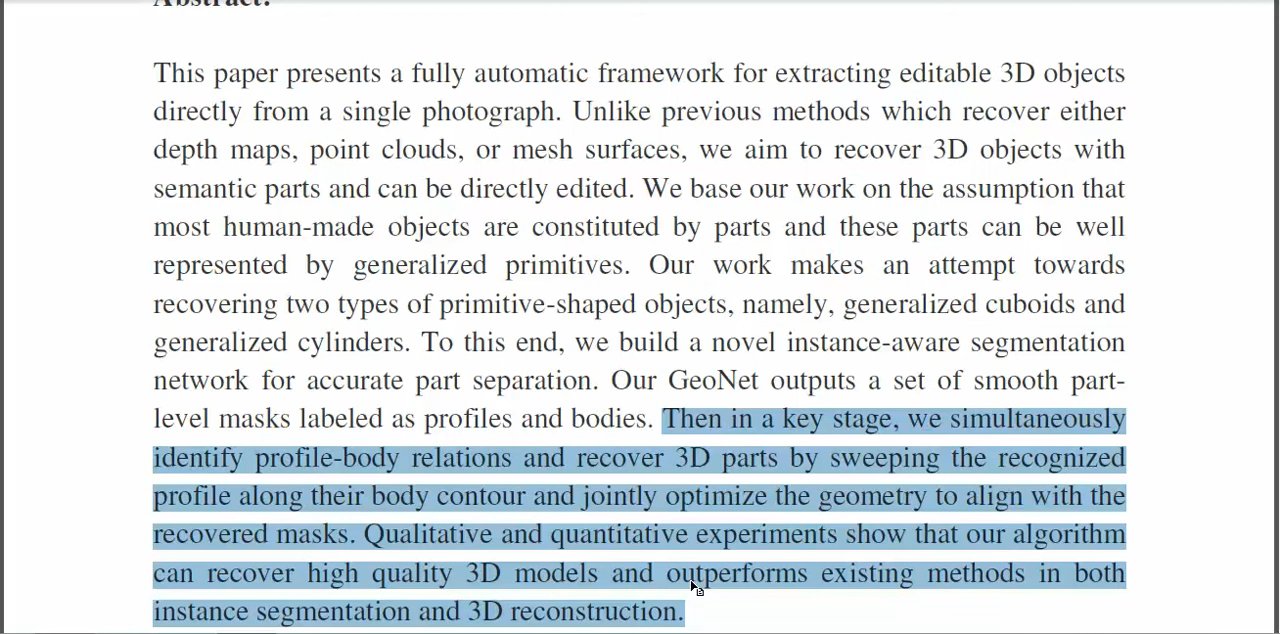 Abstract:
This paper presents a fully automatic framework for extracting editable 3D objects
directly from a single photograph. Unlike previous methods which recover either
depth maps, point clouds, or mesh surfaces, we aim to recover 3D objects with
semantic parts and can be directly edited. We base our work on the assumption that
most human-made objects are constituted by parts and these parts can be well
represented by generalized primitives. Our work makes an attempt towards
recovering two types of primitive-shaped objects, namely, generalized cuboids and
generalized cylinders. To this end, we build a novel instance-aware segmentation
network for accurate part separation. Our GeoNet outputs a set of smooth part-
level masks labeled as profiles and bodies. Then in a key stage, we simultaneously
identify profile-body relations and recover 3D parts by sweeping the recognized
profile along their body contour and jointly optimize the geometry to align with the
recovered masks. Qualitative and quantitative experiments show that our algorithm
can recover high quality 3D models and outperforms existing methods in both
instance segmentation and 3D reconstruction.